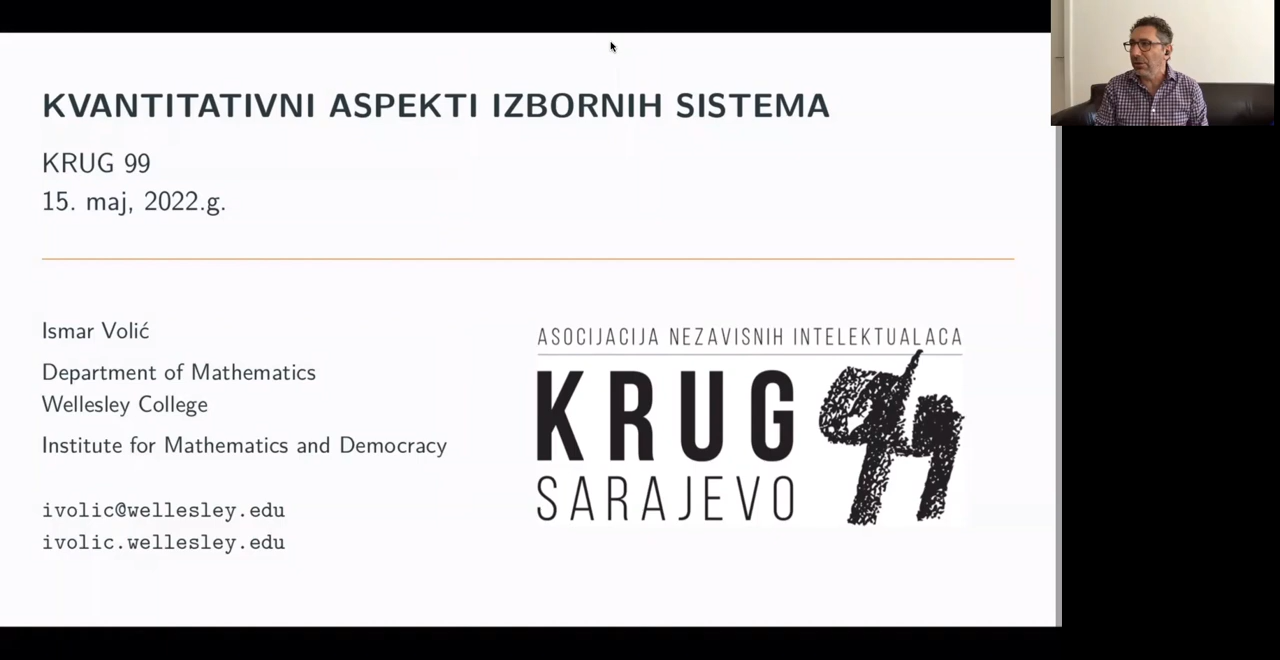 KVANTITATIVNI ASPEKTI IZBORNIH SISTEMA
KRUG 99
15. maj, 2022.g.
Ismar Volić
Department of Mathematics
Wellesley College
Institute for Mathematics and Democracy
ivolic@wellesley.edu
ivolic.wellesley.edu
ASOCIJACIJA NEZAVISNIH INTELEKTUALACA
KRUG 99
SARAJEVO